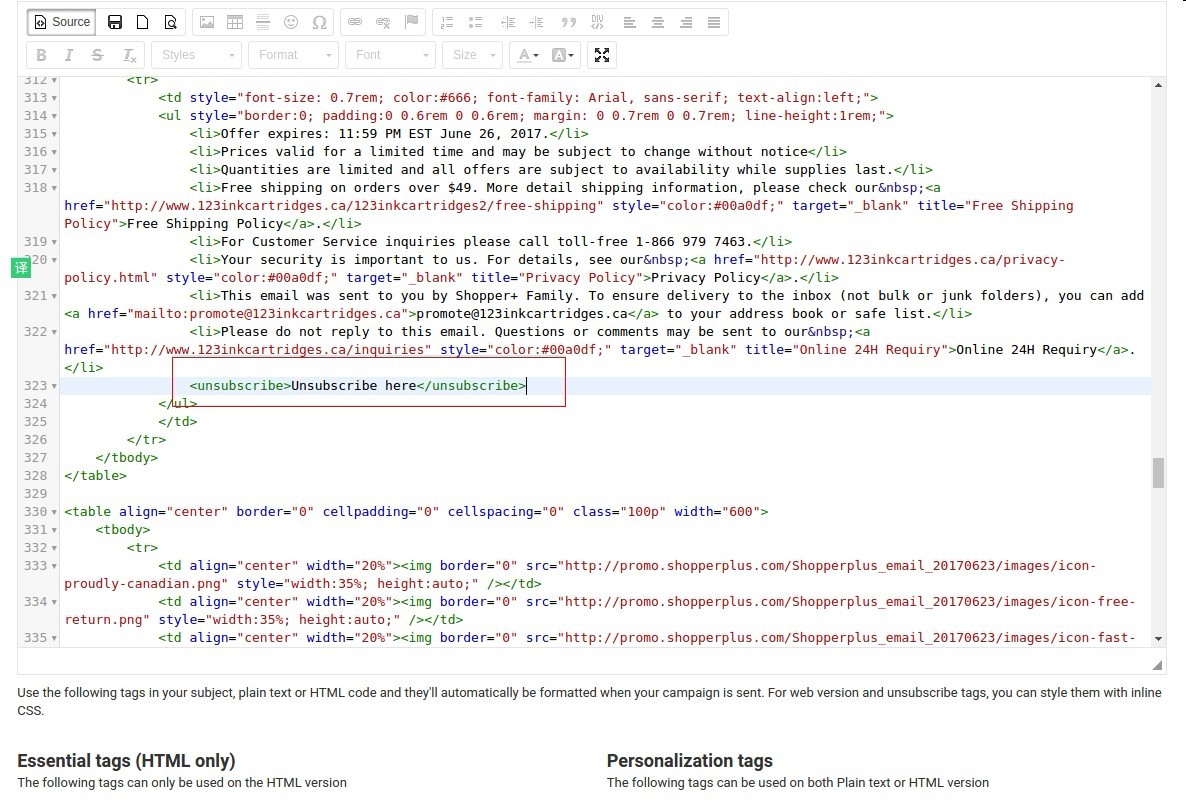 Source
B I S Tx Styles Format Font Size A A
312 <tr>
313 <td style="font-size: 0.7rem; color:#666; font-family: Arial, sans-serif; text-align:left;">
314 <ul style="border:0; padding:0 0.6rem 0 0.6rem; margin: 0 0.7rem 0 0.7rem; line-height:1rem;">
315 <li>Offer expires: 11:59 PM EST June 26, 2017.</li>
316 <li>Prices valid for a limited time and may be subject to change without notice</li>
317 <li>Quantities are limited and all offers are subject to availability while supplies last.</li>
318 <li>Free shipping on orders over $49. More detail shipping information, please check our&nbsp;<a
href="http://www.123inkcartridges.ca/123inkcartridges2/free-shipping" style="color:#00a0df;" target="_blank" title="Free Shipping
Policy">Free Shipping Policy</a>.</li>
319 <li>For Customer Service inquiries please call toll-free 1-866 979 7463.</li>
译 320 <li>Your security is important to us. For details, see our&nbsp;<a href="http://www.123inkcartridges.ca/privacy-
policy.html" style="color:#00a0df;" target="_blank" title="Privacy Policy">Privacy Policy</a>.</li>
321 <li>This email was sent to you by Shopper+ Family. To ensure delivery to the inbox (not bulk or junk folders), you can add
<a href="mailto:promote@123inkcartridges.ca">promote@123inkcartridges.ca</a> to your address book or safe list.</li>
322 <li>Please do not reply to this email. Questions or comments may be sent to our&nbsp;<a
href="http://www.123inkcartridges.ca/inquiries" style="color:#00a0df;" target="_blank" title="Online 24H Requiry">Online 24H Requiry</a>.
</li>
323 <unsubscribe>Unsubscribe here</unsubscribe>
324 </ul>
325 </td>
326 </tr>
327 </tbody>
328 </table>
329
330 <table align="center" border="0" cellpadding="0" cellspacing="0" class="100p" width="600">
331 <tbody>
332 <tr>
333 <td align="center" width="20%"><img border="0" src="http://promo.shopperplus.com/Shopperplus_email_20170623/images/icon-
proudly-canadian.png" style="width:35%; height:auto;" /></td>
334 <td align="center" width="20%"><img border="0" src="http://promo.shopperplus.com/Shopperplus_email_20170623/images/icon-free-
return.png" style="width:35%; height:auto;" /></td>
335 <td align="center" width="20%"><img border="0" src="http://promo.shopperplus.com/Shopperplus_email_20170623/images/icon-fast-
Use the following tags in your subject, plain text or HTML code and they'll automatically be formatted when your campaign is sent. For web version and unsubscribe tags, you can style them with inline
CSS.
Essential tags (HTML only)
The following tags can only be used on the HTML version
Personalization tags
The following tags can be used on both Plain text or HTML version